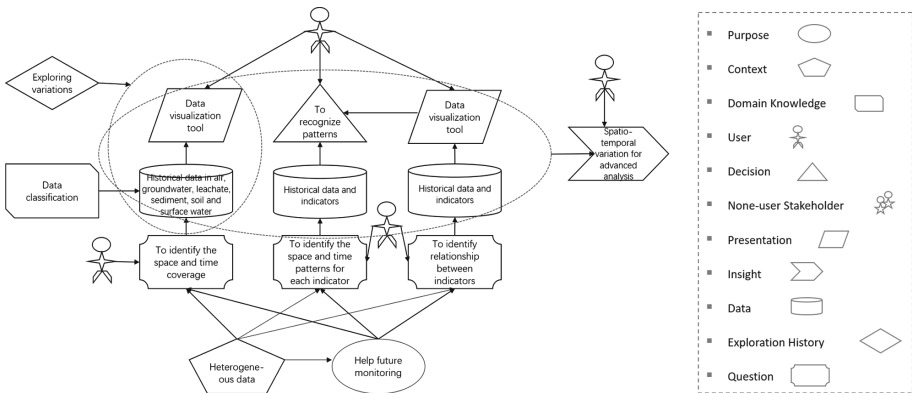 Exploring
variations
Data
visualization
tool
To
recognize
patterns
Data
visualization
tool
Spatio-
temporal
variation for
advanced
analysis
Data
classification
Historical data in air,
groundwater, leachate,
sediment, soil and
surface water
Historical data and
indicators
Historical data and
indicators
To identify the
space and time
coverage
To identify the
space and time
patterns for
each indicator
To identify
relationship
between
indicators
Heterogene-
ous data
Help future
monitoring
Purpose
Context
Domain Knowledge
User
Decision
None-user Stakeholder
Presentation
Insight
Data
Exploration History
Question